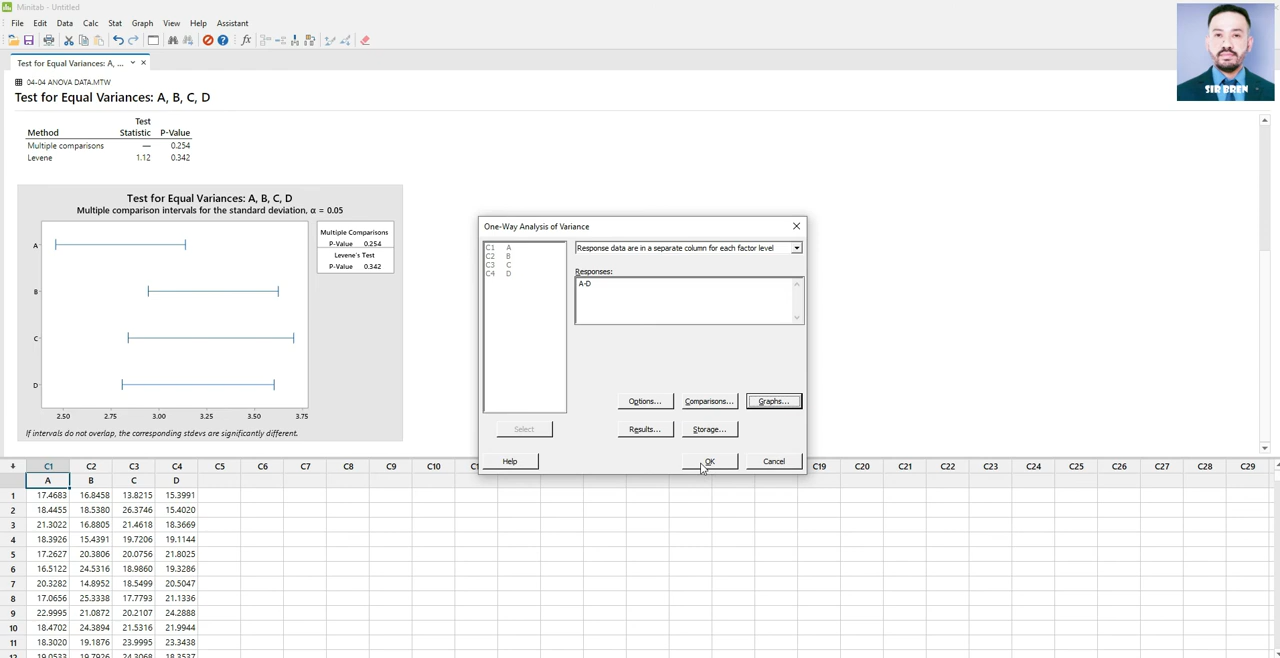 Minitab - Untitled
File Edit Data Calc Stat Graph View Help Assistant
Test for Equal Variances: A, ...
04-04 ANOVA DATA.MTW
Test for Equal Variances: A, B, C, D
Test
Method Statistic P-Value
Multiple comparisons — 0.254
Levene 1.12 0.342
Test for Equal Variances: A, B, C, D
Multiple comparison intervals for the standard deviation, α = 0.05
Multiple Comparisons
P-Value 0.254
Levene's Test
P-Value 0.342
A
B
C
D
2.50 2.75 3.00 3.25 3.50 3.75
If intervals do not overlap, the corresponding stdevs are significantly different.
One-Way Analysis of Variance
C1 A
C2 B
C3 C
C4 D
Response data are in a separate column for each factor level
Responses:
A-D
Options... Comparisons... Graphs...
Select Results... Storage...
Help OK Cancel
SIR BREN
C1 C2 C3 C4 C5 C6 C7 C8 C9 C10 C19 C20 C21 C22 C23 C24 C25 C26 C27 C28 C29
A B C D
1 17.4683 16.8458 13.8215 15.3991
2 18.4455 18.5380 26.3746 15.4020
3 21.3022 16.8805 21.4618 18.3669
4 18.3926 15.4391 19.7206 19.1144
5 17.2627 20.3806 20.0756 21.8025
6 16.5122 24.5316 18.9860 19.3286
7 20.3282 14.8952 18.5499 20.5047
8 17.0656 25.3338 17.7793 21.1336
9 22.9995 21.0872 20.2107 24.2888
10 18.4702 24.3894 21.5316 21.9944
11 18.3020 19.1876 23.9995 23.3438